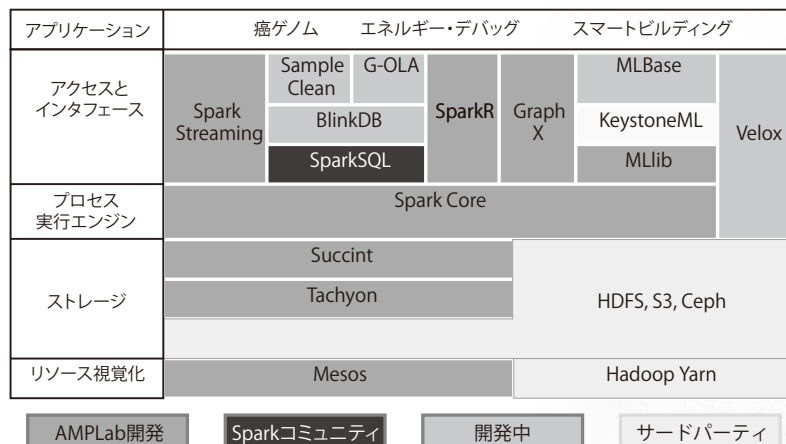 アプリケーション
癌ゲノム エネルギー・デバッグ スマートビルディング
アクセスと
インタフェース
Spark
Streaming
Sample
Clean
G-OLA
BlinkDB
SparkSQL
SparkR
Graph
X
MLBase
KeystoneML
MLlib
Velox
プロセス
実行エンジン
Spark Core
ストレージ
Succint
Tachyon
HDFS, S3, Ceph
リソース視覚化
Mesos
Hadoop Yarn
AMPLab開発
Sparkコミュニティ
開発中
サードパーティ